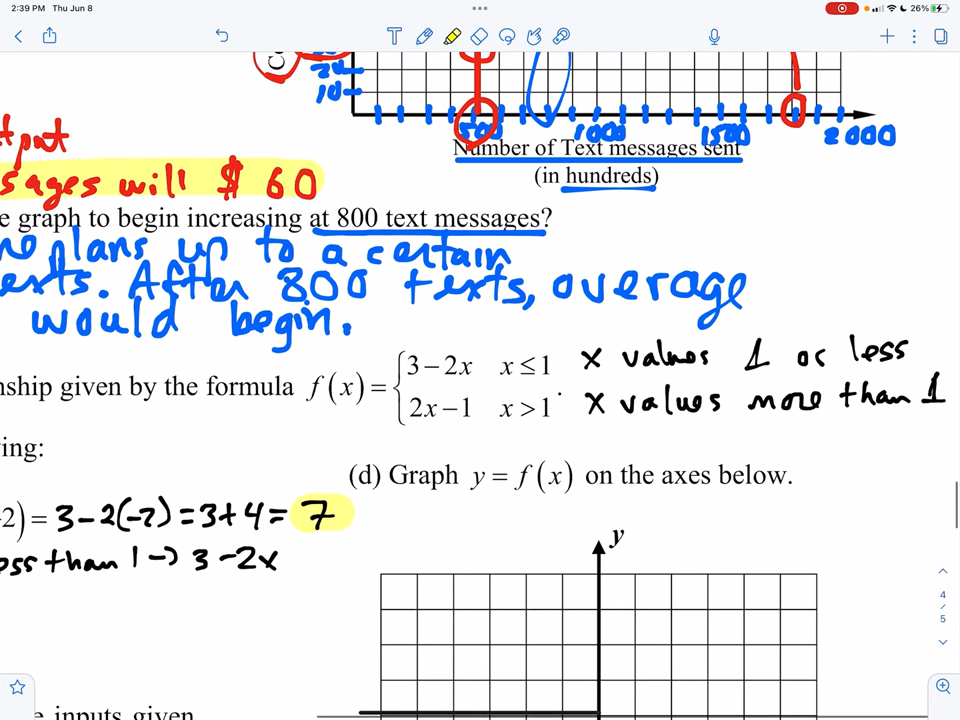 2:39 PM Thu Jun 8
26%
10
500 1000 1500 2000
Number of Text messages sent
(in hundreds)
ages will $ 60
e graph to begin increasing at 800 text messages?
plans up to a certain
exts. After 800 texts, overage
would begin.
nship given by the formula f(x) = { 3 − 2x x ≤ 1 x values 1 or less
2x − 1 x > 1 . x values more than 1
ing:
(d) Graph y = f(x) on the axes below.
2) = 3 − 2(−2) = 3 + 4 = 7
ess than 1 → 3 − 2x
y
4
/
5
e inputs given